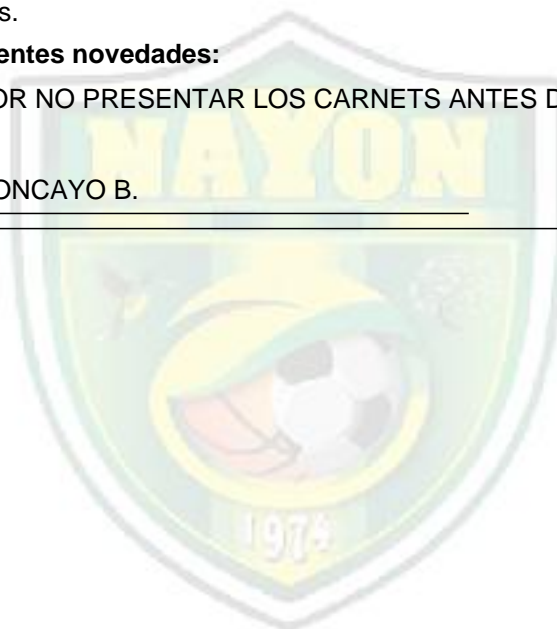 s.
entes novedades:
OR NO PRESENTAR LOS CARNETS ANTES D
ONCAYO B.
NAYON
1974